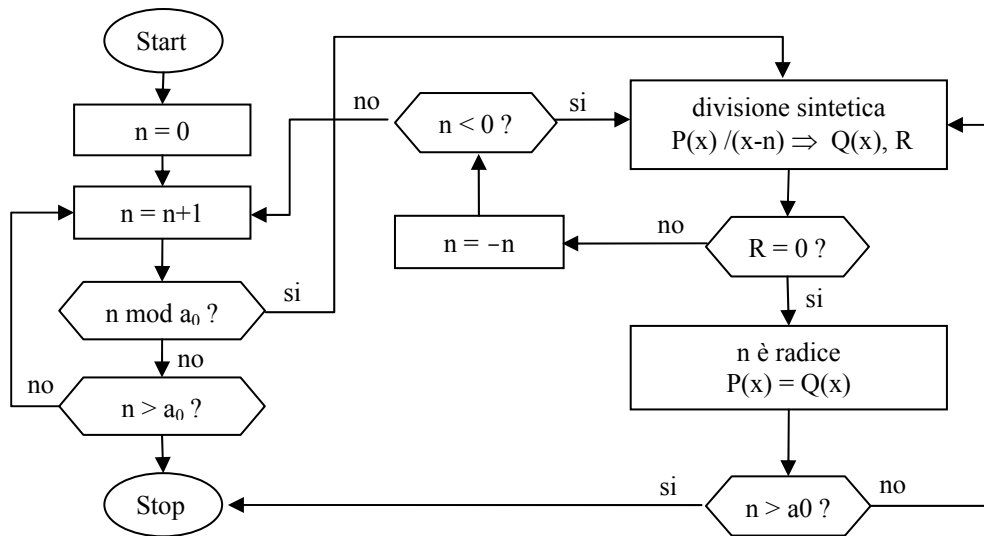 Start
n = 0
n = n+1
n mod a₀ ?
si
no
n > a₀ ?
no
Stop
no
n < 0 ?
si
n = −n
divisione sintetica
P(x) /(x-n) ⇒ Q(x), R
no
R = 0 ?
si
n è radice
P(x) = Q(x)
si
n > a0 ?
no